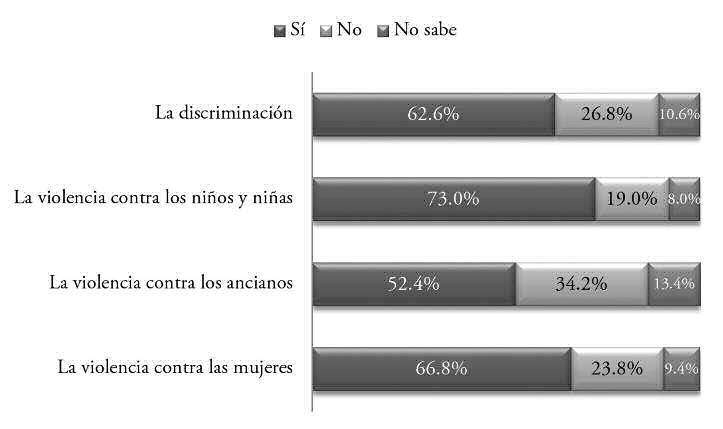 Sí No No sabe
La discriminación 62.6% 26.8% 10.6%
La violencia contra los niños y niñas 73.0% 19.0% 8.0%
La violencia contra los ancianos 52.4% 34.2% 13.4%
La violencia contra las mujeres 66.8% 23.8% 9.4%